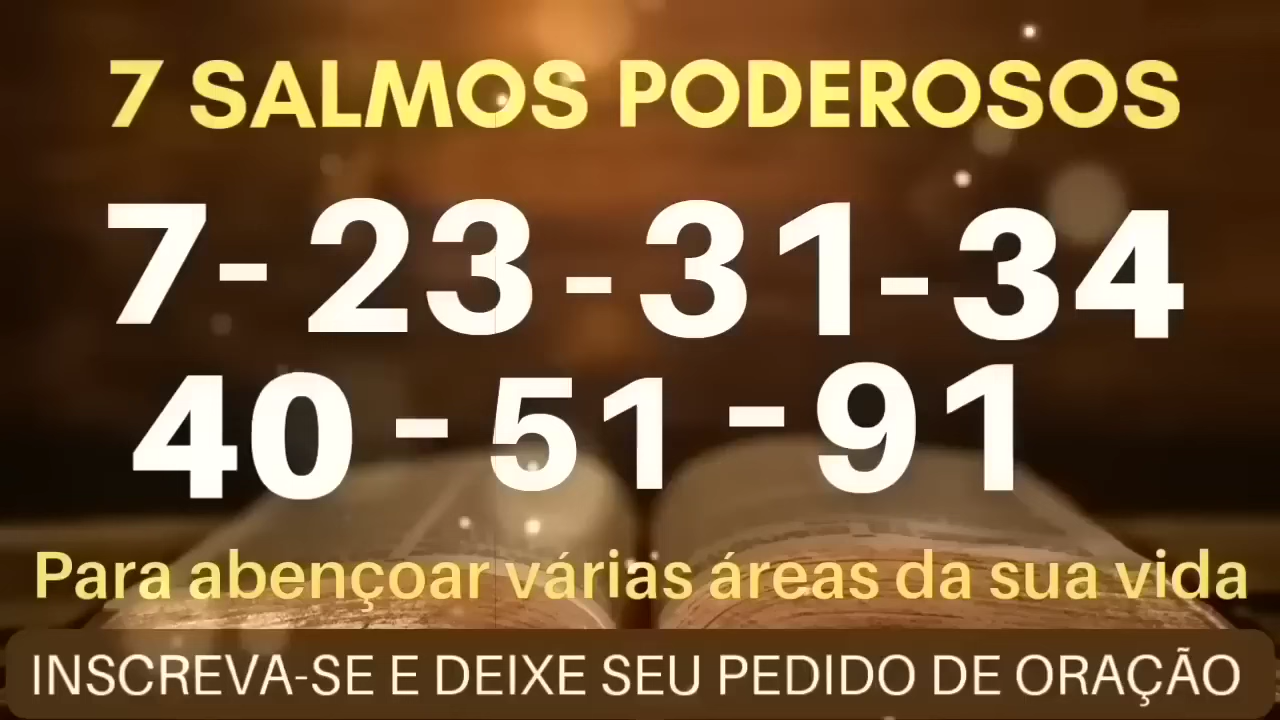 7 SALMOS PODEROSOS
7- 23 - 31- 34
40 - 51 - 91
Para abençoar várias áreas da sua vida
INSCREVA-SE E DEIXE SEU PEDIDO DE ORAÇÃO